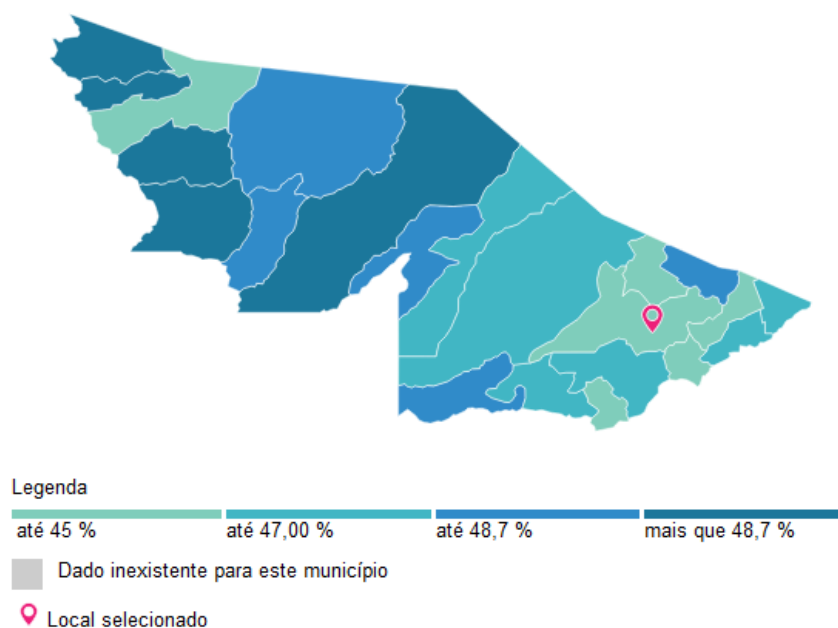 Legenda
até 45 %
até 47,00 %
até 48,7 %
mais que 48,7 %
Dado inexistente para este município
Local selecionado